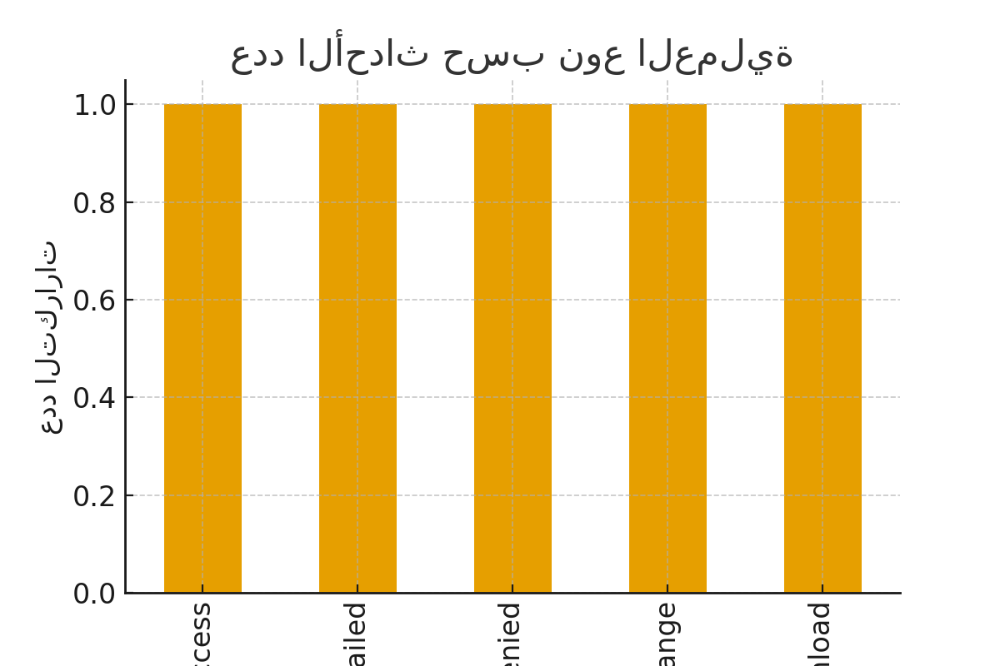 عدد الأحداث حسب نوع العملية
عدد التكرارات
1.0
0.8
0.6
0.4
0.2
0.0
ccess
ailed
enied
ange
nload